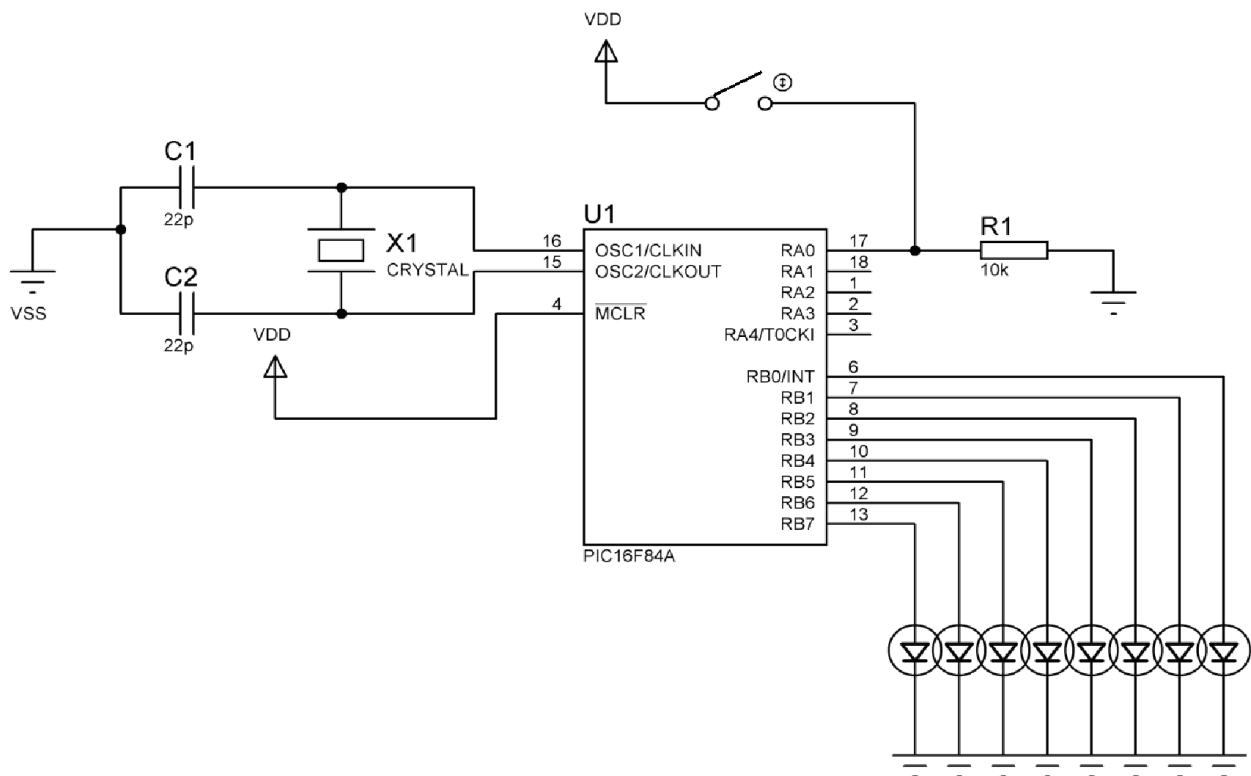 VDD
C1
22p
X1
CRYSTAL
C2
22p
VSS
VDD
U1
16
OSC1/CLKIN
15
OSC2/CLKOUT
4
MCLR
RA0
17
RA1
18
RA2
1
RA3
2
RA4/T0CKI
3
RB0/INT
6
RB1
7
RB2
8
RB3
9
RB4
10
RB5
11
RB6
12
RB7
13
PIC16F84A
R1
10k